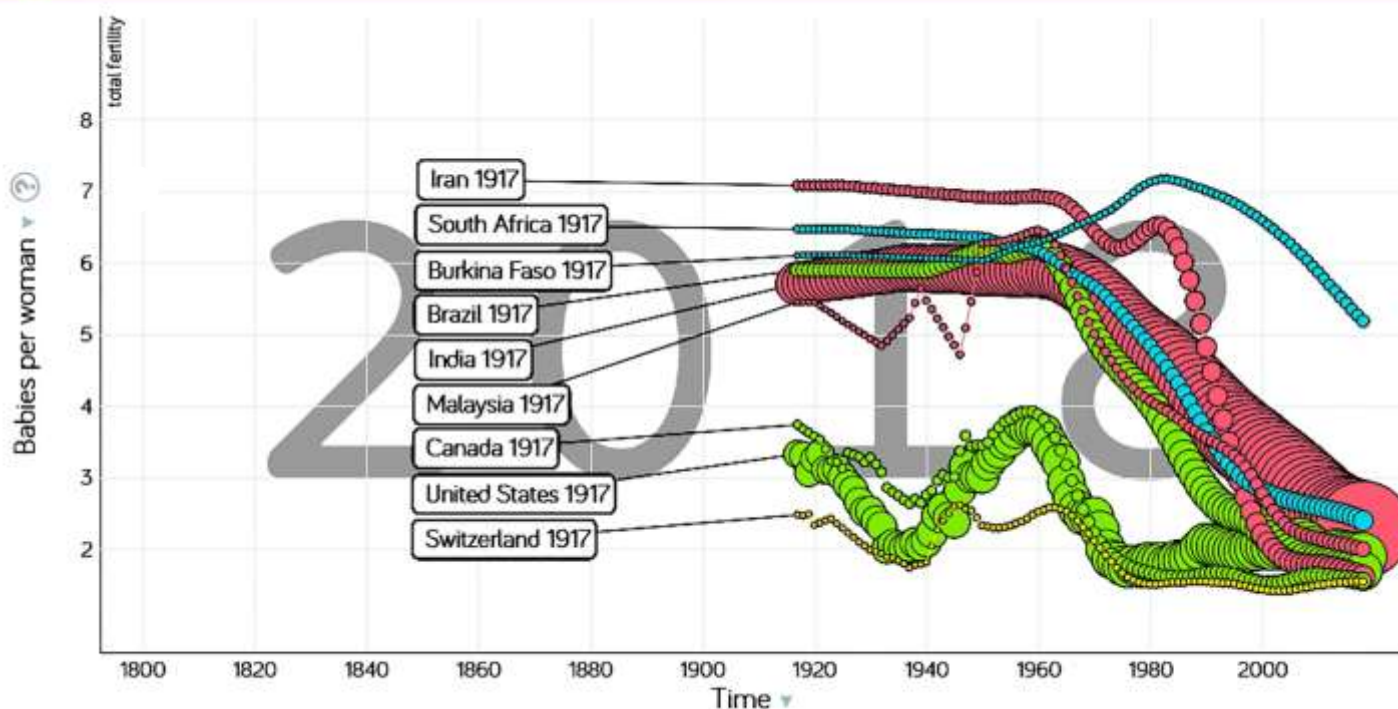 total fertility
8
7
6
5
4
3
2
Babies per woman ▼ ?
2018
Iran 1917
South Africa 1917
Burkina Faso 1917
Brazil 1917
India 1917
Malaysia 1917
Canada 1917
United States 1917
Switzerland 1917
1800 1820 1840 1860 1880 1900 1920 1940 1960 1980 2000
Time ▼